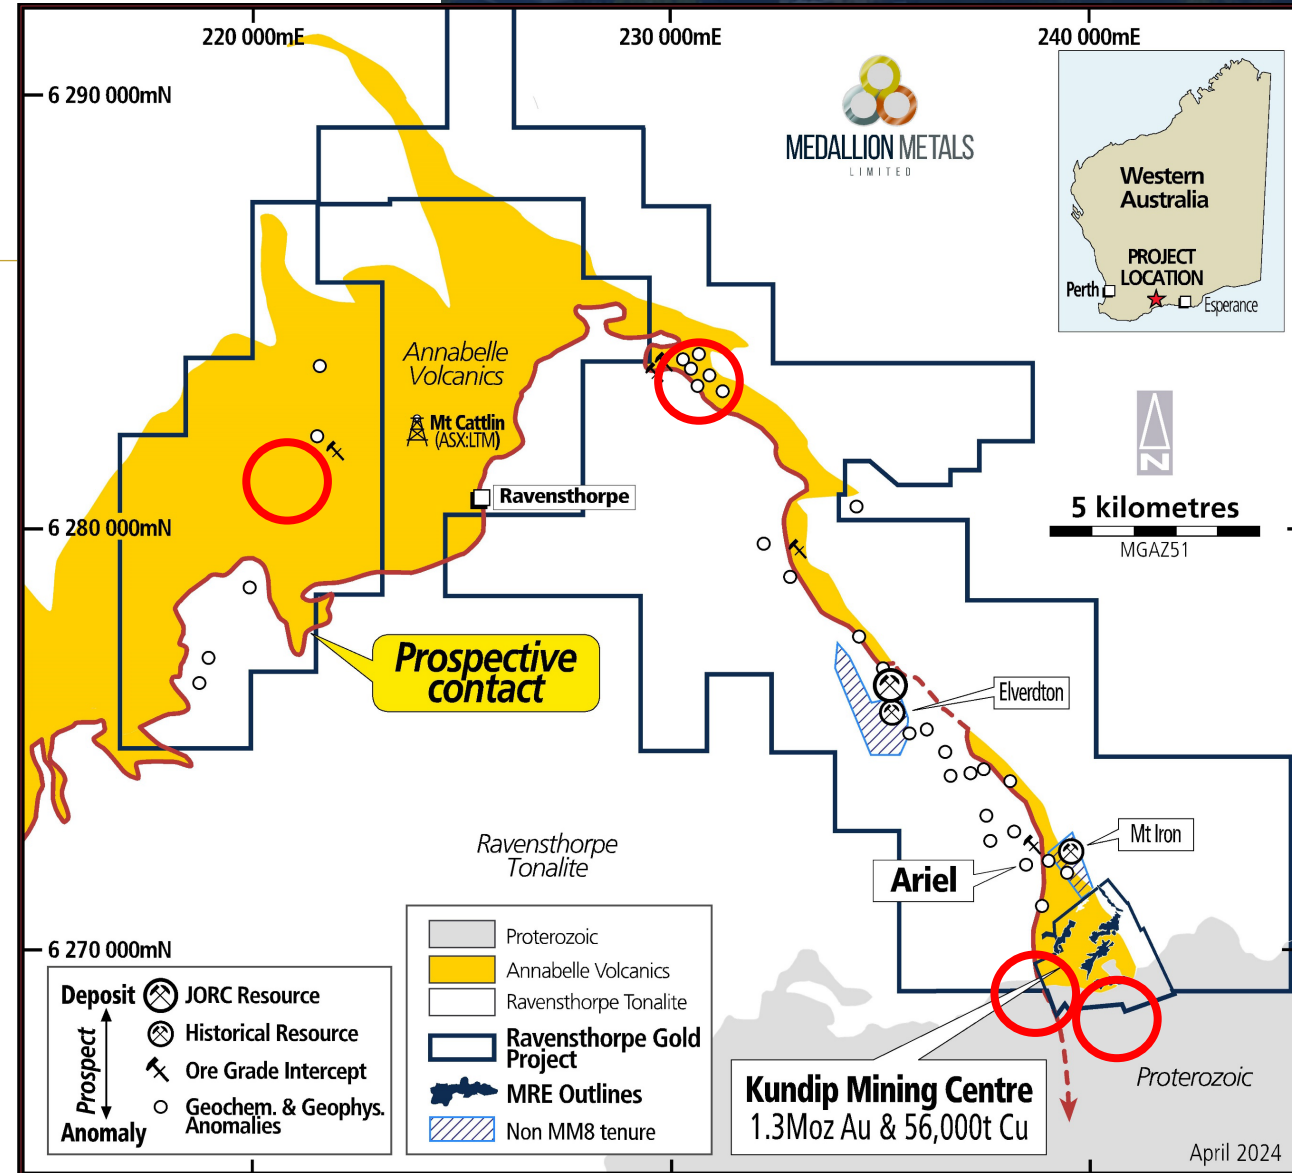 220 000mE
230 000mE
240 000mE
6 290 000mN
MEDALLION METALS
LIMITED
Western
Australia
PROJECT
LOCATION
Perth
Esperance
Annabelle
Volcanics
Mt Cattlin
(ASX:LTM)
Ravensthorpe
N
5 kilometres
MGAZ51
6 280 000mN
Prospective
contact
Elverdton
Mt Iron
Ravensthorpe
Tonalite
Ariel
6 270 000mN
Deposit
Prospect
Anomaly
JORC Resource
Historical Resource
Ore Grade Intercept
Geochem. & Geophys.
Anomalies
Proterozoic
Annabelle Volcanics
Ravensthorpe Tonalite
Ravensthorpe Gold
Project
MRE Outlines
Non MM8 tenure
Kundip Mining Centre
1.3Moz Au & 56,000t Cu
Proterozoic
April 2024